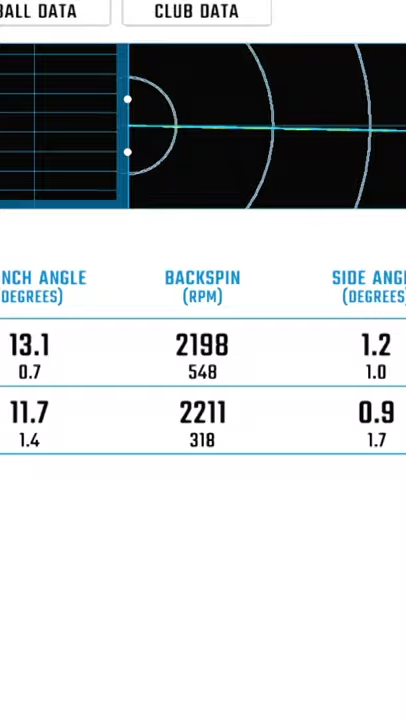 BALL DATA CLUB DATA
NCH ANGLE BACKSPIN SIDE ANGL
DEGREES) (RPM) (DEGREES)
13.1 2198 1.2
0.7 548 1.0
11.7 2211 0.9
1.4 318 1.7